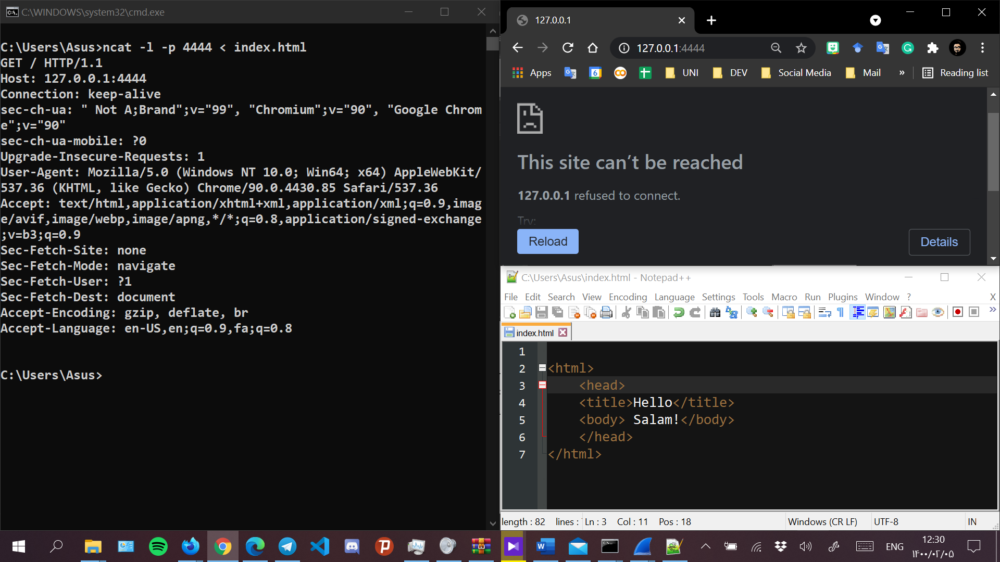 C:\WINDOWS\system32\cmd.exe
C:\Users\Asus>ncat -l -p 4444 < index.html
GET / HTTP/1.1
Host: 127.0.0.1:4444
Connection: keep-alive
sec-ch-ua: " Not A;Brand";v="99", "Chromium";v="90", "Google Chrom
e";v="90"
sec-ch-ua-mobile: ?0
Upgrade-Insecure-Requests: 1
User-Agent: Mozilla/5.0 (Windows NT 10.0; Win64; x64) AppleWebKit/
537.36 (KHTML, like Gecko) Chrome/90.0.4430.85 Safari/537.36
Accept: text/html,application/xhtml+xml,application/xml;q=0.9,imag
e/avif,image/webp,image/apng,*/*;q=0.8,application/signed-exchange
;v=b3;q=0.9
Sec-Fetch-Site: none
Sec-Fetch-Mode: navigate
Sec-Fetch-User: ?1
Sec-Fetch-Dest: document
Accept-Encoding: gzip, deflate, br
Accept-Language: en-US,en;q=0.9,fa;q=0.8
C:\Users\Asus>
127.0.0.1
127.0.0.1:4444
Apps UNI DEV Social Media Mail » Reading list
This site can’t be reached
127.0.0.1 refused to connect.
Try:
Reload Details
C:\Users\Asus\index.html - Notepad++
File Edit Search View Encoding Language Settings Tools Macro Run Plugins Window ? X
index.html
1
2 <html>
3 <head>
4 <title>Hello</title>
5 <body> Salam!</body>
6 </head>
7 </html>
length : 82 lines : Ln : 3 Col : 11 Pos : 18 Windows (CR LF) UTF-8 IN
ENG 12:30
۱۴۰۰/۰۲/۰۵